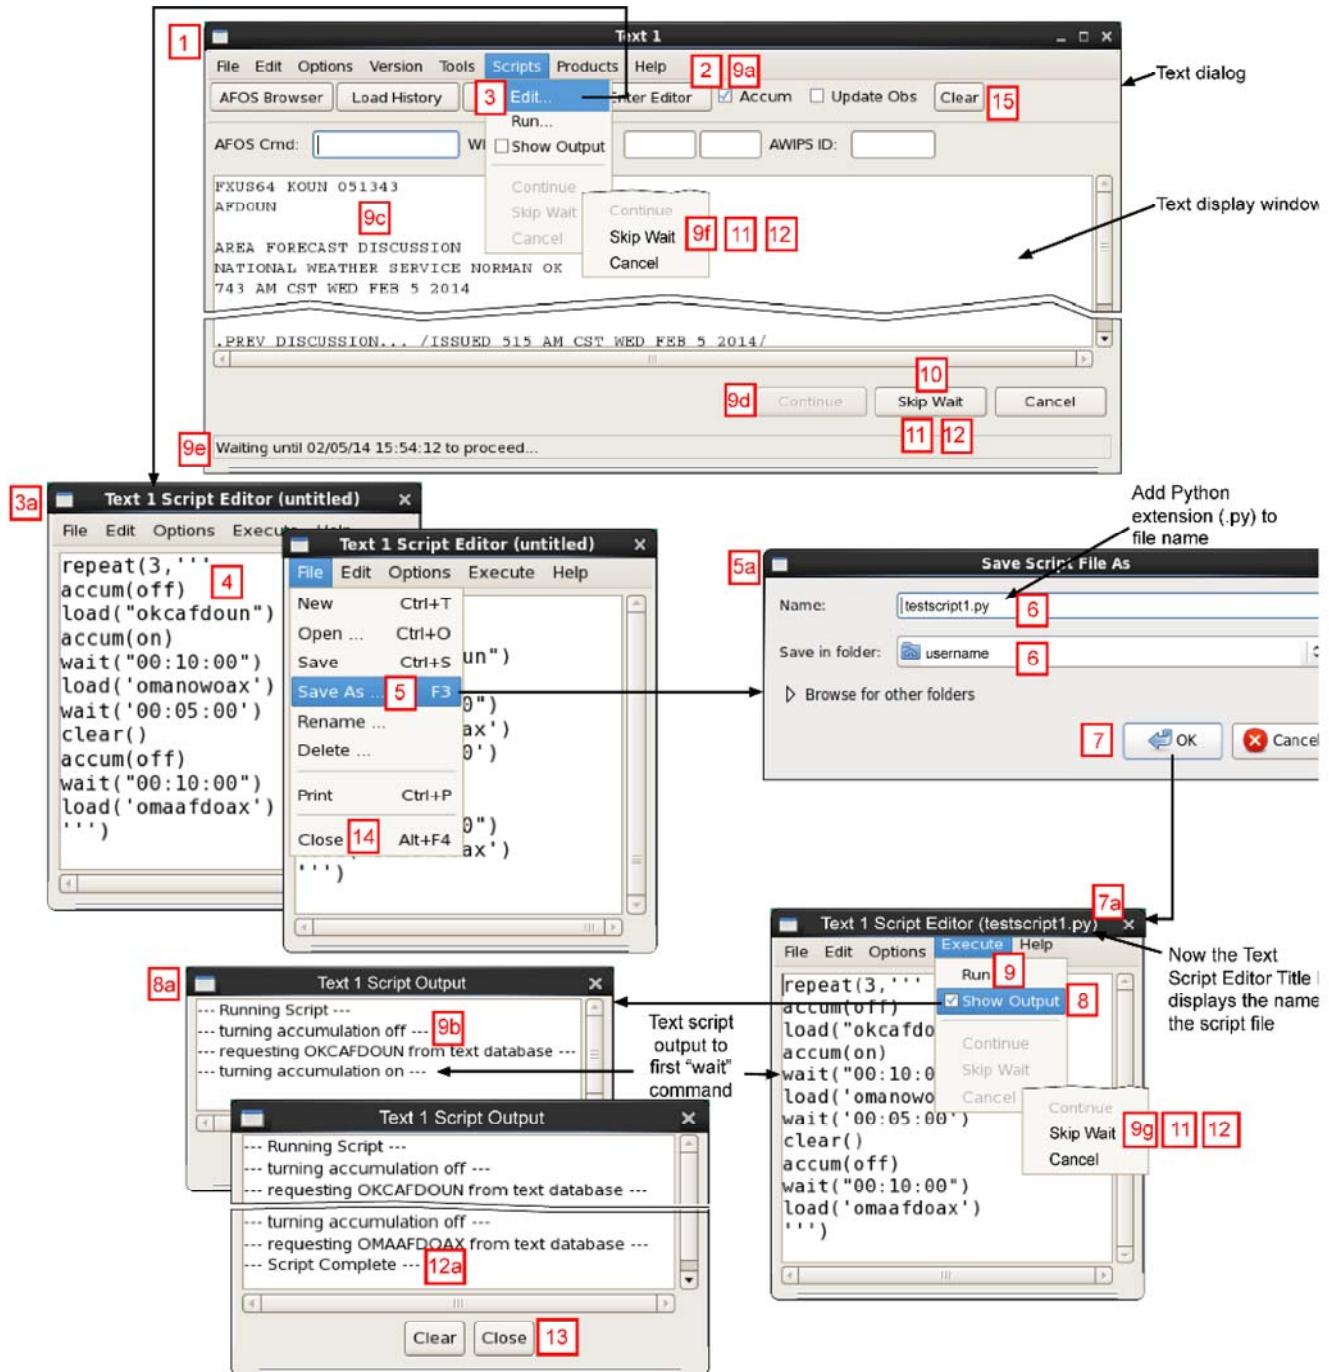 1
Text 1
File Edit Options Version Tools Scripts Products Help
2 9a
AFOS Browser Load History 3 Edit... nter Editor Accum Update Obs Clear 15
Text dialog
Run...
AFOS Cmd: WI Show Output AWIPS ID:
FXUS64 KOUN 051343
AFDOUN
9c
Continue
Skip Wait
Cancel
Continue
Skip Wait 9f 11 12
Cancel
Text display window
AREA FORECAST DISCUSSION
NATIONAL WEATHER SERVICE NORMAN OK
743 AM CST WED FEB 5 2014
.PREV DISCUSSION... /ISSUED 515 AM CST WED FEB 5 2014/
10
9d Continue Skip Wait Cancel
11 12
9e Waiting until 02/05/14 15:54:12 to proceed...
3a
Text 1 Script Editor (untitled)
File Edit Options Execute Help
repeat(3,'''
4
accum(off)
load("okcafdoun")
accum(on)
wait("00:10:00")
load('omanowoax')
wait('00:05:00')
clear()
accum(off)
wait("00:10:00")
load('omaafdoax')
''')
Text 1 Script Editor (untitled)
File Edit Options Execute Help
New Ctrl+T
Open ... Ctrl+O
Save Ctrl+S
un")
Save As ... 5 F3
0")
Rename ...
ax')
Delete ...
0')
Print Ctrl+P
0")
Close 14 Alt+F4
ax')
''')
Add Python
extension (.py) to
file name
5a
Save Script File As
Name: testscript1.py 6
Save in folder: username 6
Browse for other folders
7 OK Cance
7a
Text 1 Script Editor (testscript1.py)
File Edit Options Execute Help
Run 9
Show Output 8
Continue
Skip Wait
Cancel
Continue
Skip Wait 9g 11 12
Cancel
repeat(3,'''
accum(off)
load("okcafdo
accum(on)
wait("00:10:0
load('omanowo
wait('00:05:00')
clear()
accum(off)
wait("00:10:00")
load('omaafdoax')
''')
Now the Text
Script Editor Title
displays the name
the script file
8a
Text 1 Script Output
--- Running Script ---
--- turning accumulation off --- 9b
--- requesting OKCAFDOUN from text database ---
--- turning accumulation on ---
Text script
output to
first “wait”
command
Text 1 Script Output
--- Running Script ---
--- turning accumulation off ---
--- requesting OKCAFDOUN from text database ---
--- turning accumulation off ---
--- requesting OMAAFDOAX from text database ---
--- Script Complete --- 12a
Clear Close 13